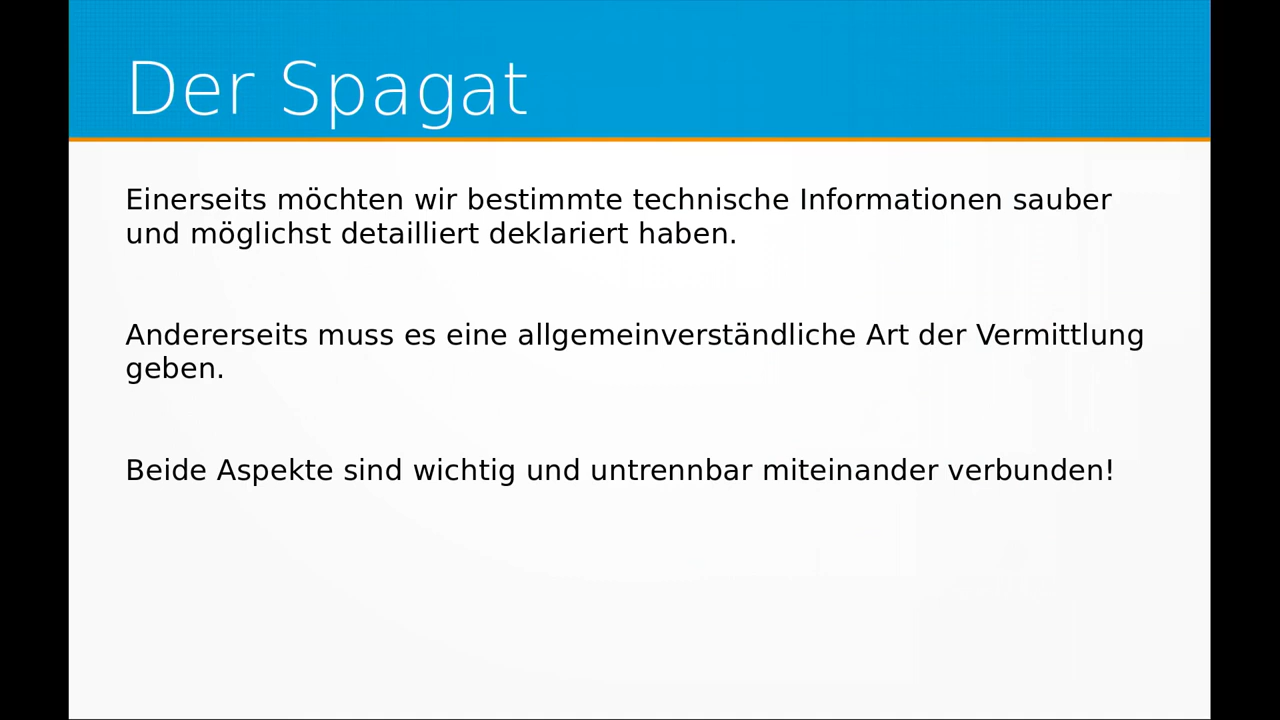 Der Spagat
Einerseits möchten wir bestimmte technische Informationen sauber
und möglichst detailliert deklariert haben.
Andererseits muss es eine allgemeinverständliche Art der Vermittlung
geben.
Beide Aspekte sind wichtig und untrennbar miteinander verbunden!